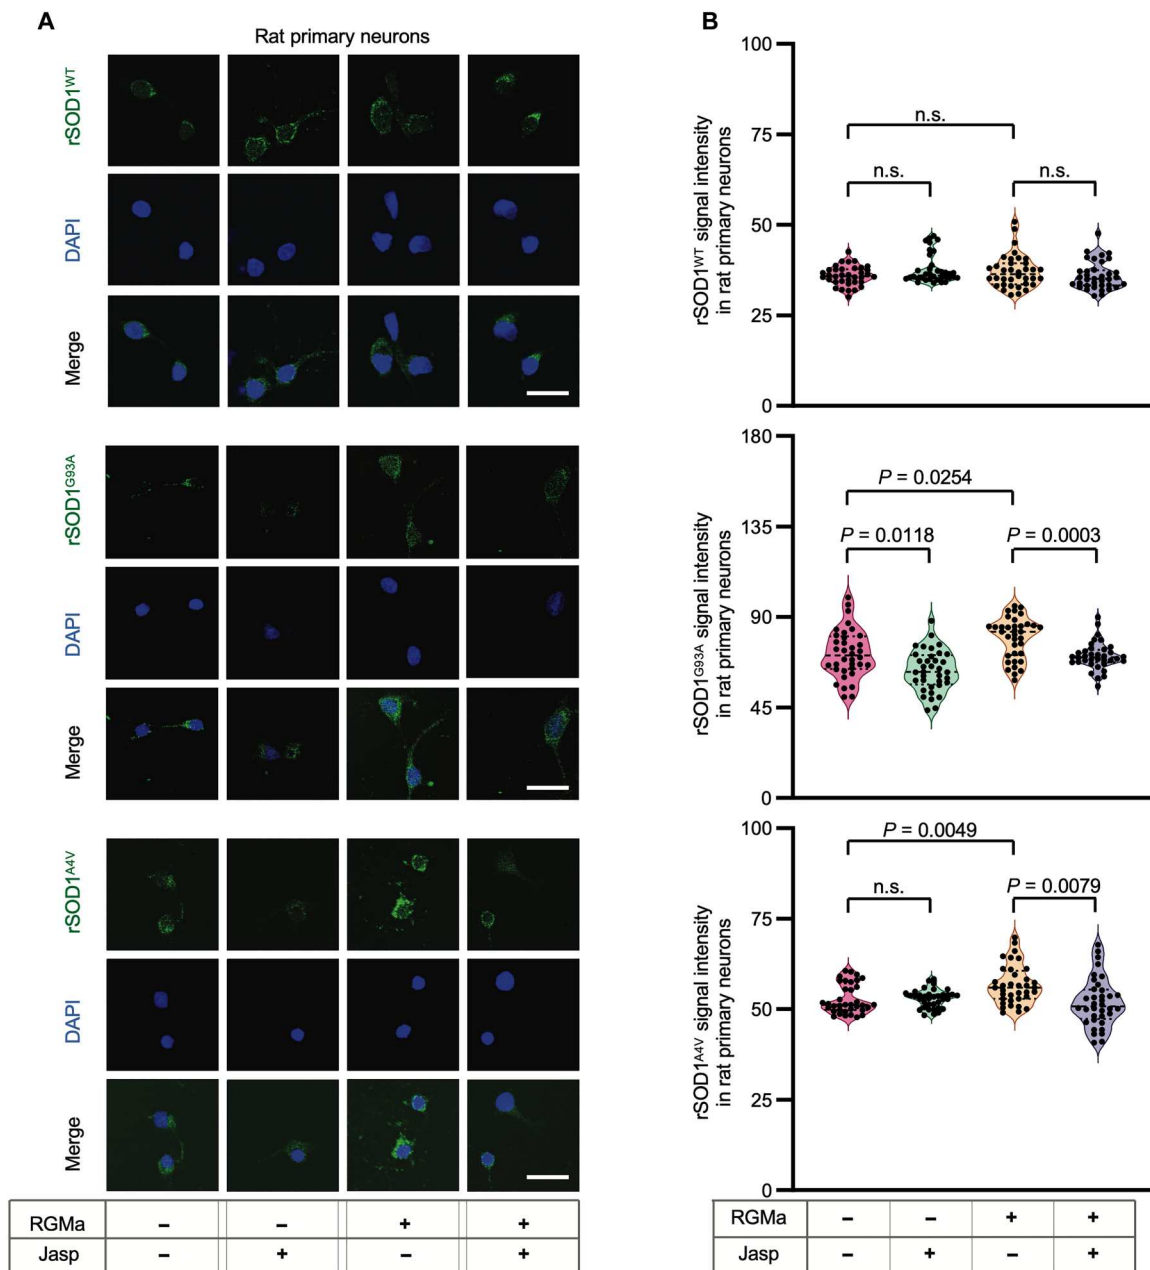 A
Rat primary neurons
rSOD1WT
DAPI
Merge
rSOD1G93A
DAPI
Merge
rSOD1A4V
DAPI
Merge
RGMa – – + +
Jasp – + – +
B
100
75
50
25
0
rSOD1WT signal intensity
in rat primary neurons
n.s.
n.s.
n.s.
180
135
90
45
0
rSOD1G93A signal intensity
in rat primary neurons
P = 0.0254
P = 0.0118
P = 0.0003
100
75
50
25
0
rSOD1A4V signal intensity
in rat primary neurons
P = 0.0049
n.s.
P = 0.0079
RGMa – – + +
Jasp – + – +